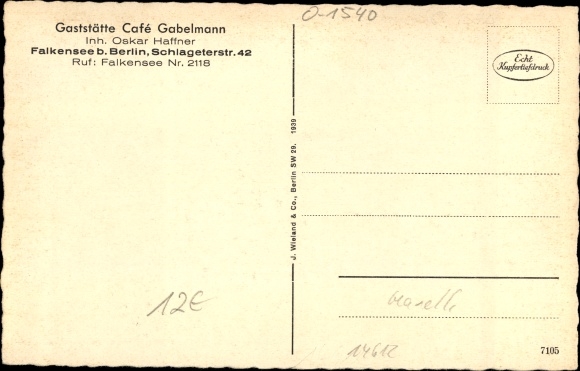 O-1540
Gaststätte Café Gabelmann
Inh. Oskar Haffner
Falkensee b. Berlin, Schlageterstr. 42
Ruf: Falkensee Nr. 2118
Echt
Kupfertiefdruck
J. Wieland & Co., Berlin SW 29. 1939
12€
14612
7105